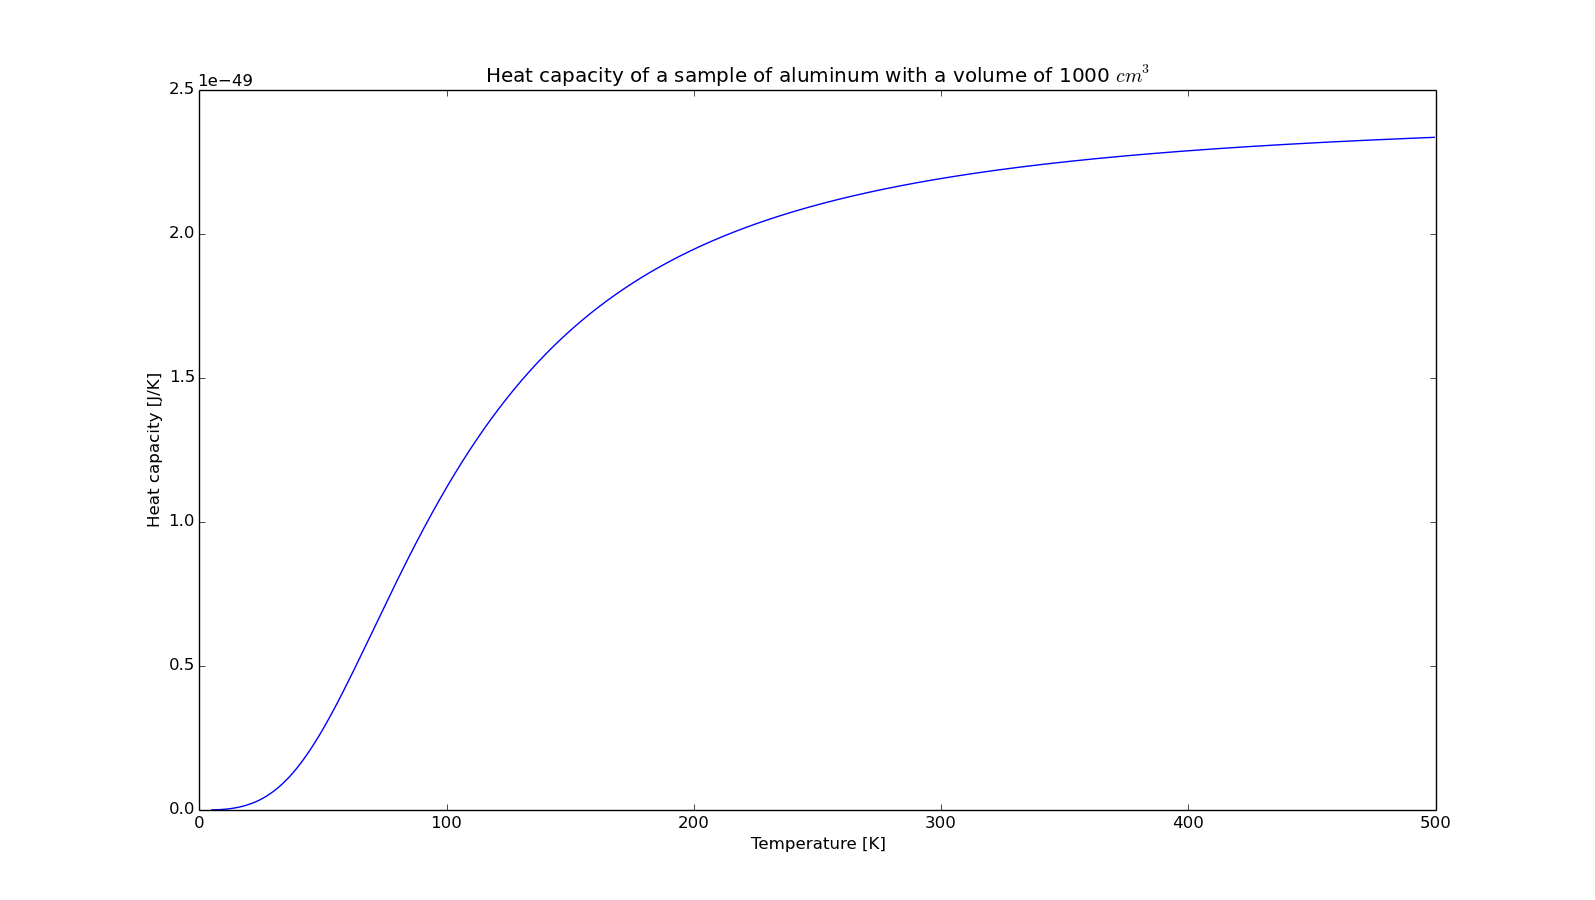 Heat capacity of a sample of aluminum with a volume of 1000 cm³
1e−49
2.5
2.0
1.5
1.0
0.5
0.0
Heat capacity [J/K]
0 100 200 300 400 500
Temperature [K]